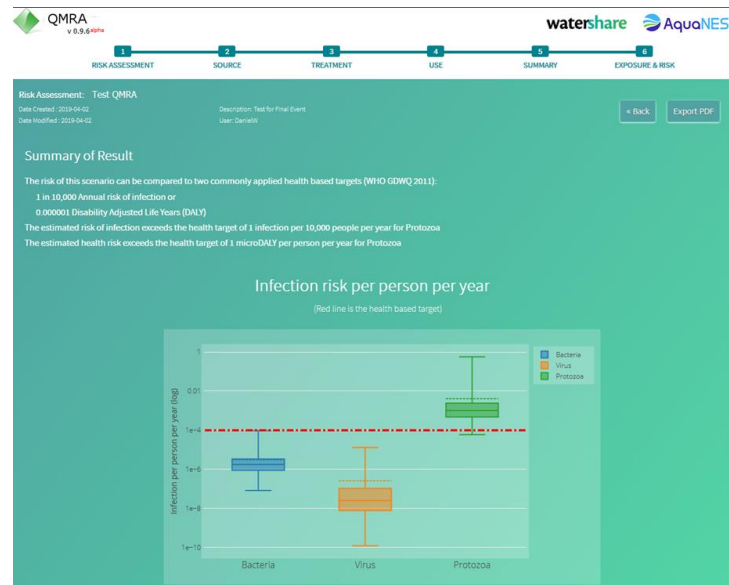 QMRA
v 0.9.6alpha
watershare
AquaNES
1
2
3
4
5
6
RISK ASSESSMENT
SOURCE
TREATMENT
USE
SUMMARY
EXPOSURE & RISK
Risk Assessment: Test QMRA
Date Created : 2019-04-02
Description: Test for Final Event
Date Modified : 2019-04-02
User: DanielW
« Back
Export PDF
Summary of Result
The risk of this scenario can be compared to two commonly applied health based targets (WHO GDWQ 2011):
1 in 10,000 Annual risk of infection or
0.000001 Disability Adjusted Life Years (DALY)
The estimated risk of infection exceeds the health target of 1 infection per 10,000 people per year for Protozoa
The estimated health risk exceeds the health target of 1 microDALY per person per year for Protozoa
Infection risk per person per year
(Red line is the health based target)
Infection per person per year (log)
1
0.01
1e-4
1e-6
1e-8
1e-10
Bacteria
Virus
Protozoa
Bacteria
Virus
Protozoa